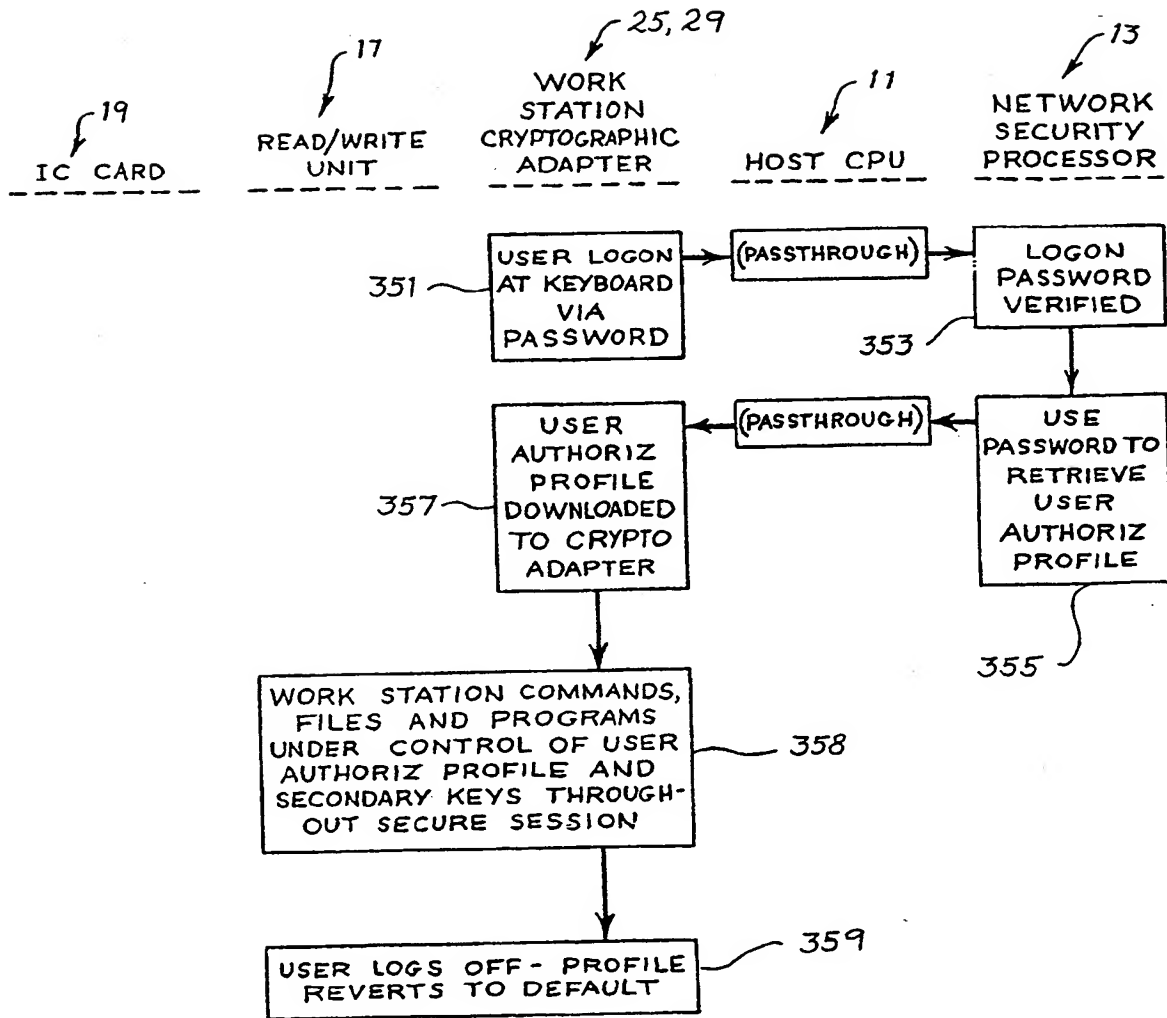 19
IC CARD
17
READ/WRITE
UNIT
25, 29
WORK
STATION
CRYPTOGRAPHIC
ADAPTER
11
HOST CPU
13
NETWORK
SECURITY
PROCESSOR
351
USER LOGON
AT KEYBOARD
VIA
PASSWORD
(PASSTHROUGH)
LOGON
PASSWORD
VERIFIED
353
357
USER
AUTHORIZ
PROFILE
DOWNLOADED
TO CRYPTO
ADAPTER
(PASSTHROUGH)
USE
PASSWORD TO
RETRIEVE
USER
AUTHORIZ
PROFILE
355
WORK STATION COMMANDS,
FILES AND PROGRAMS
UNDER CONTROL OF USER
AUTHORIZ PROFILE AND
SECONDARY KEYS THROUGH-
OUT SECURE SESSION
358
USER LOGS OFF - PROFILE
REVERTS TO DEFAULT
359